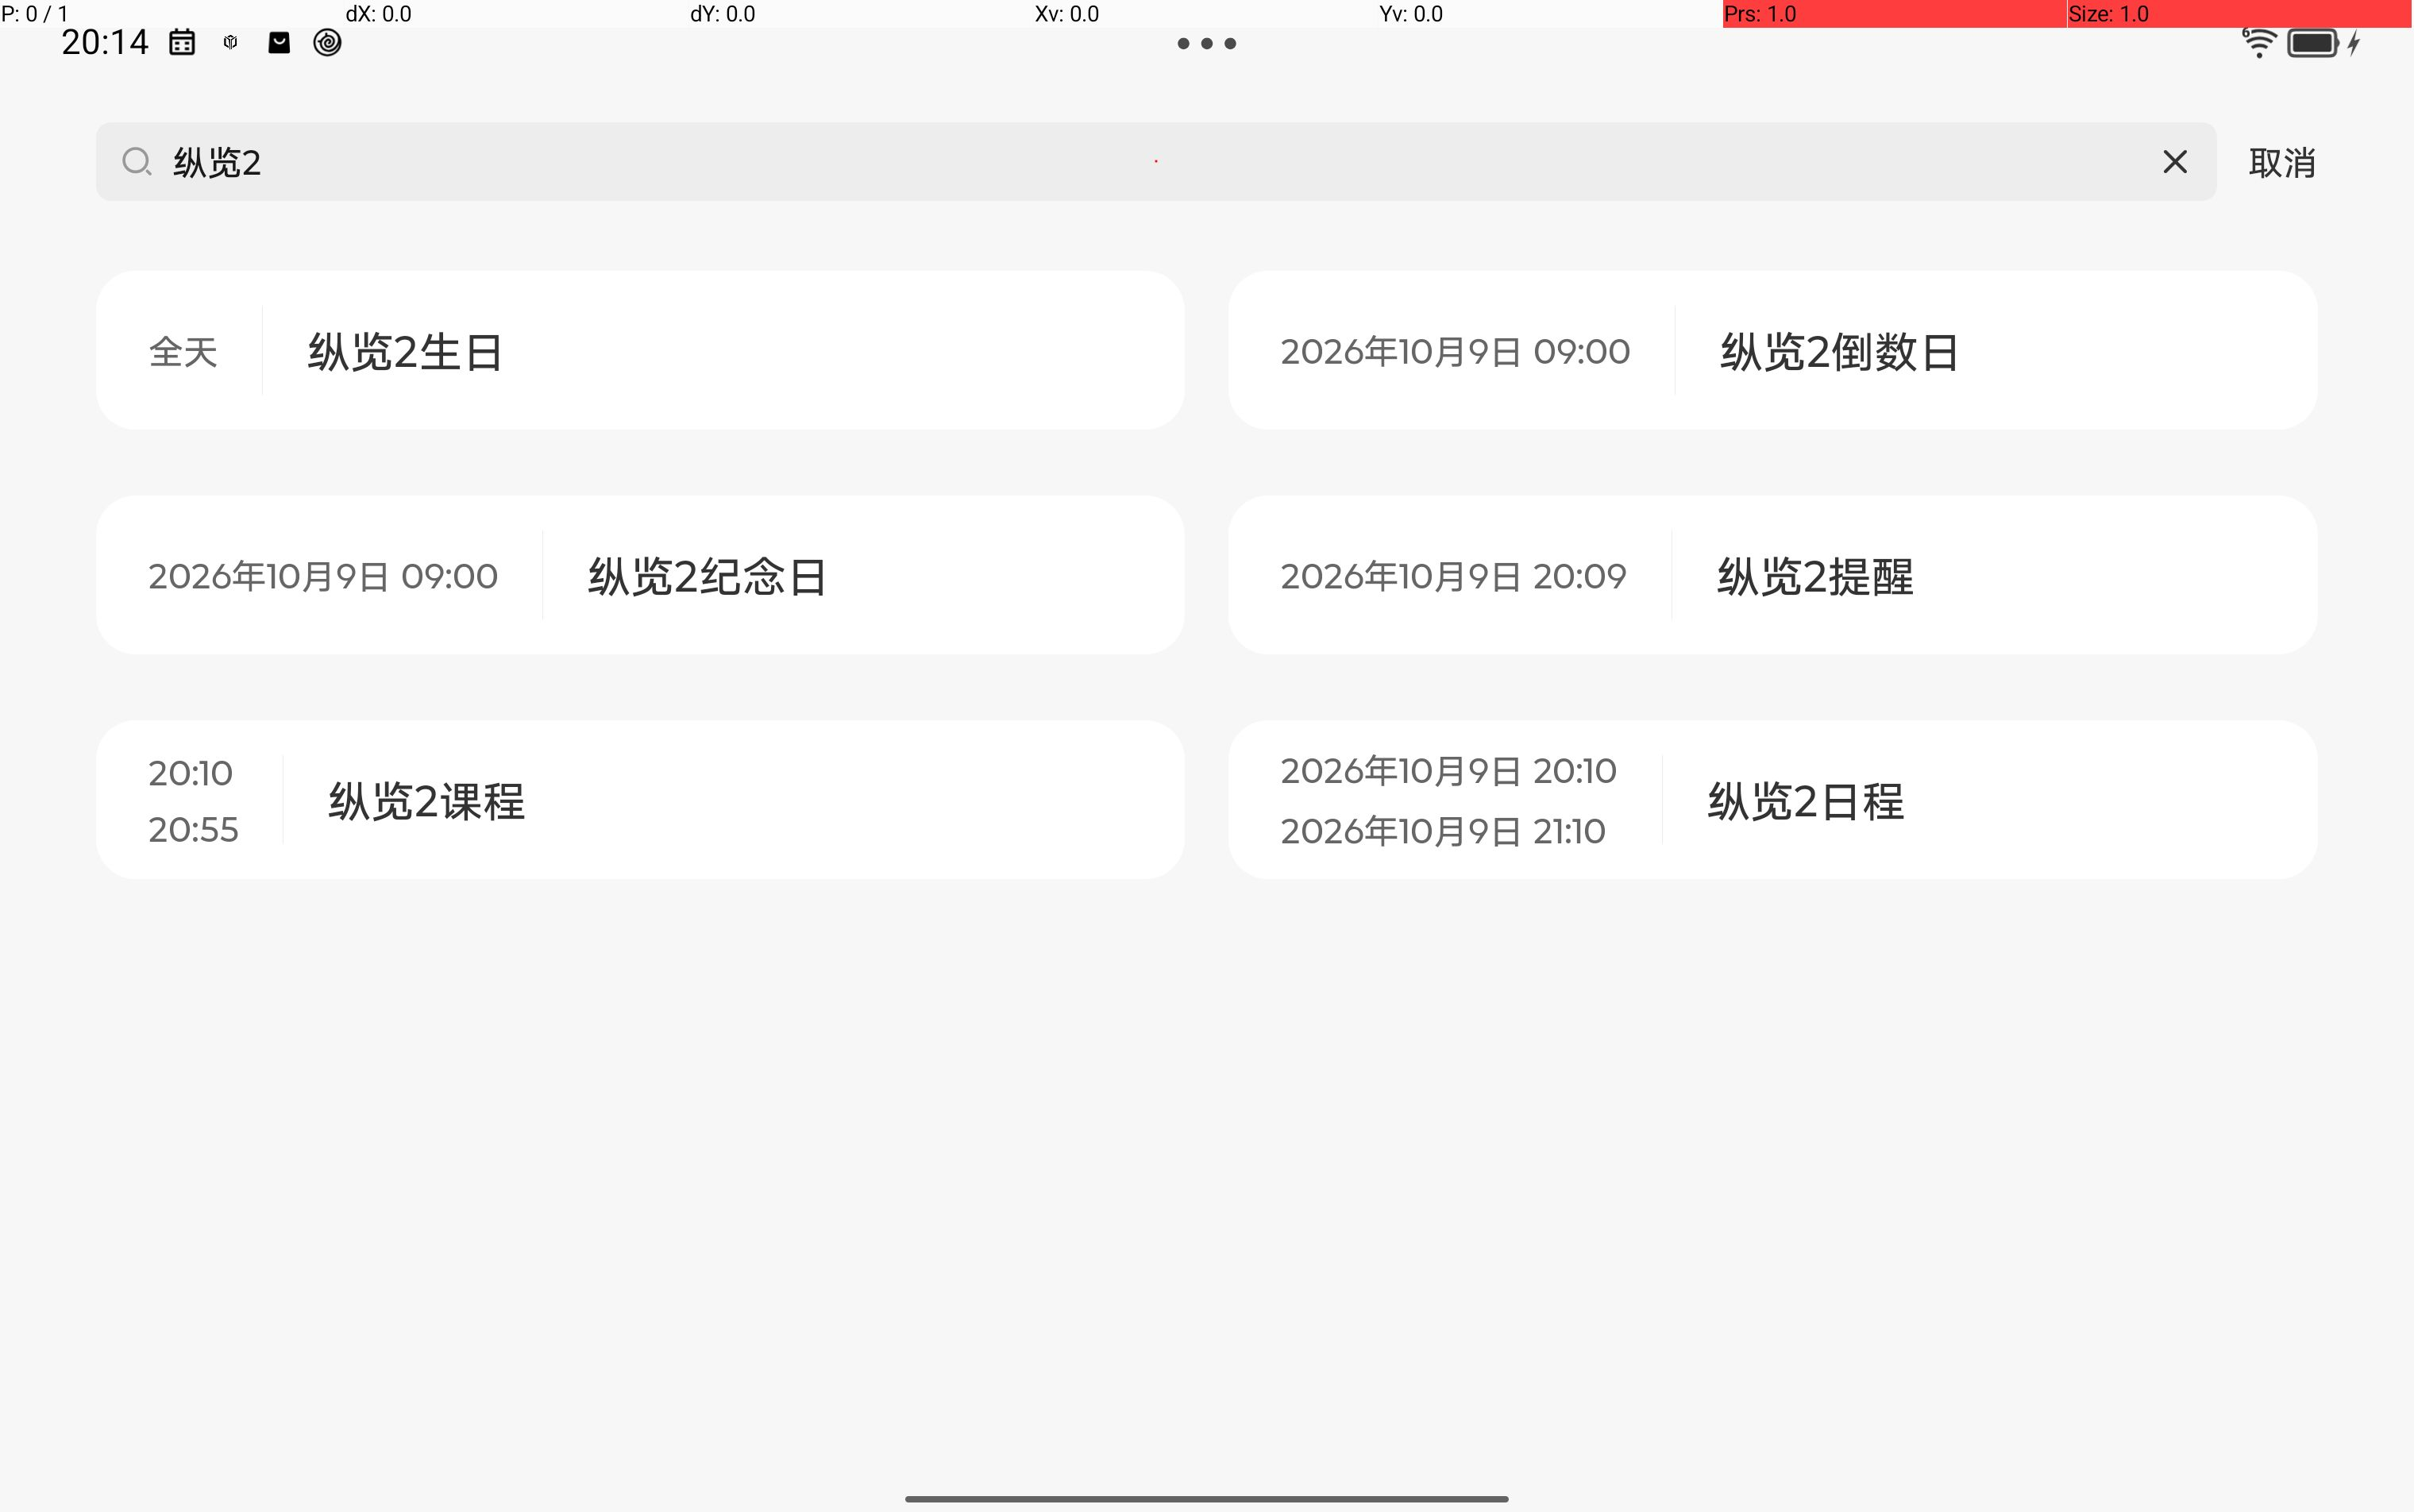 P: 0 / 1 dX: 0.0 dY: 0.0 Xv: 0.0 Yv: 0.0 Prs: 1.0 Size: 1.0
20:14
6
纵览2 取消
全天 纵览2生日
2026年10月9日 09:00 纵览2倒数日
2026年10月9日 09:00 纵览2纪念日
2026年10月9日 20:09 纵览2提醒
20:10
20:55
纵览2课程
2026年10月9日 20:10
2026年10月9日 21:10
纵览2日程